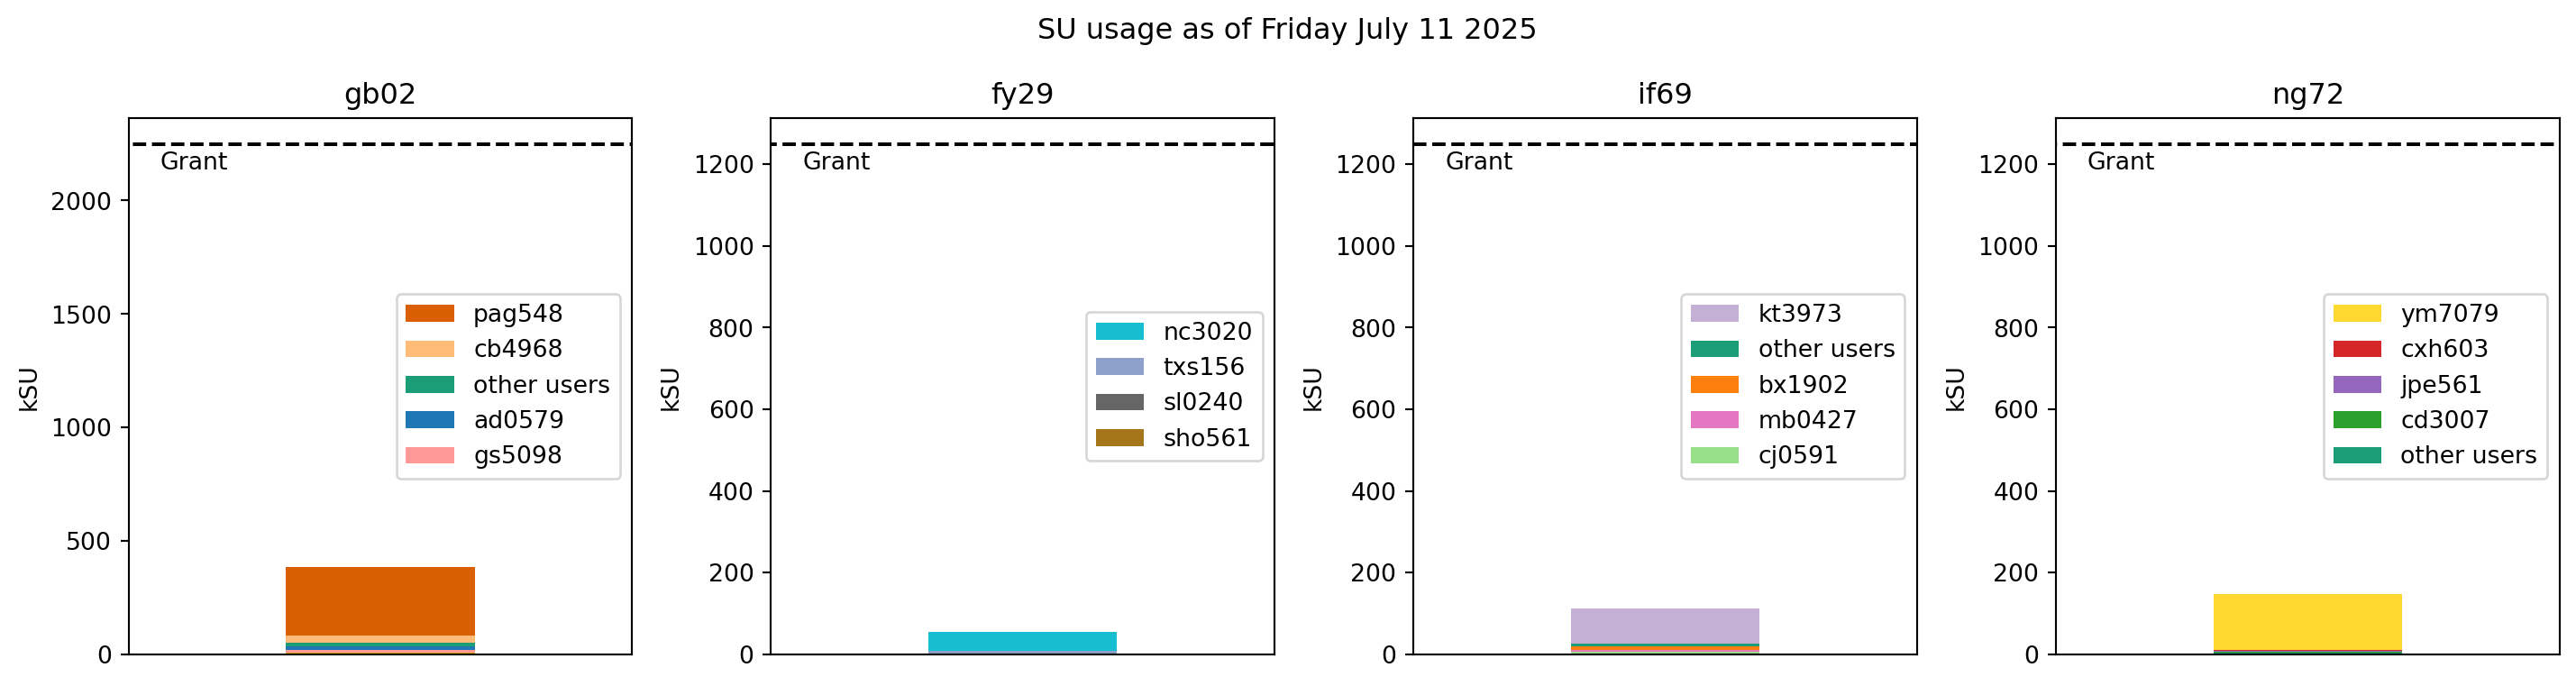 SU usage as of Friday July 11 2025
gb02
kSU
2000
1500
1000
500
0
Grant
pag548
cb4968
other users
ad0579
gs5098
fy29
kSU
1200
1000
800
600
400
200
0
Grant
nc3020
txs156
sl0240
sho561
if69
kSU
1200
1000
800
600
400
200
0
Grant
kt3973
other users
bx1902
mb0427
cj0591
ng72
kSU
1200
1000
800
600
400
200
0
Grant
ym7079
cxh603
jpe561
cd3007
other users